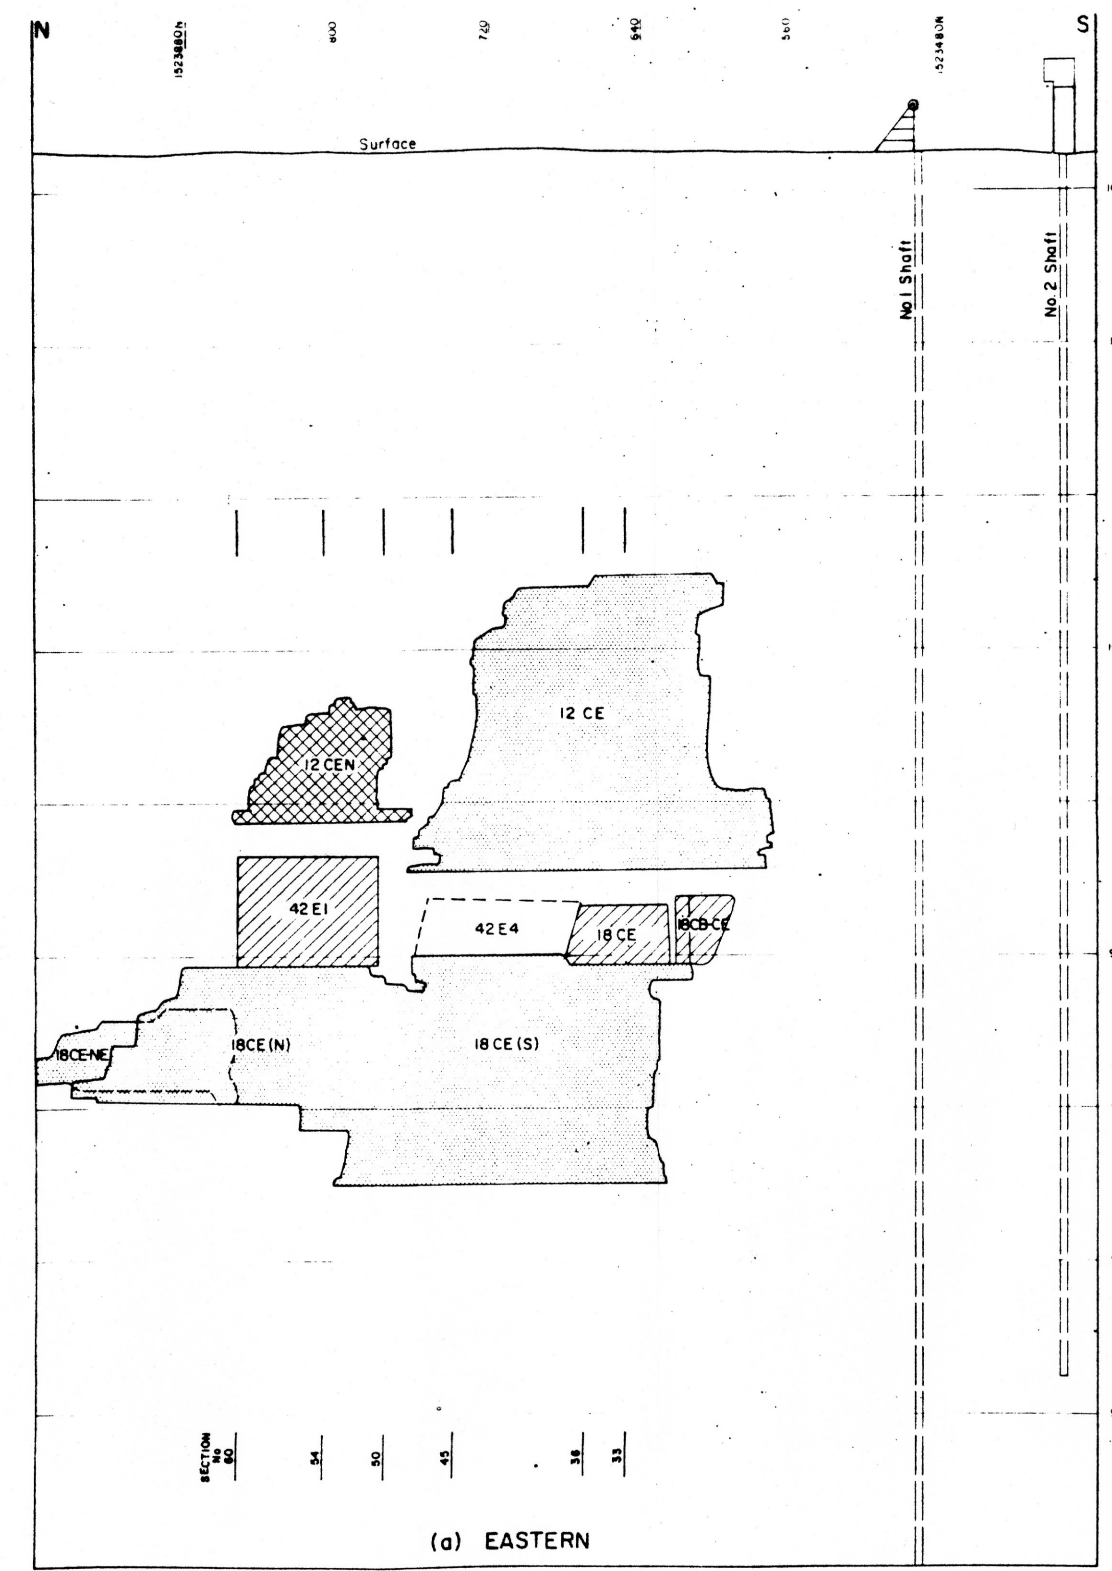 N
S
1523880N
800
720
640
560
1523480N
Surface
No 1 Shaft
No. 2 Shaft
12 CE
12 CEN
42 E1
42 E4
18 CE
18CB-CE
18CE-NE
18CE(N)
18 CE (S)
SECTION
No
60
54
50
45
36
33
(a) EASTERN